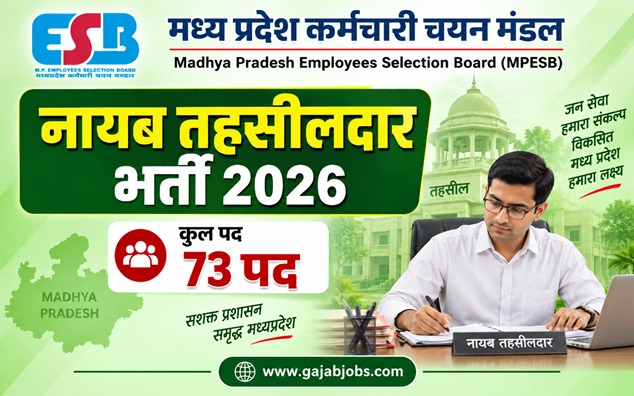 ESB
M.P. EMPLOYEES SELECTION BOARD
मध्यप्रदेश कर्मचारी चयन मण्डल
मध्य प्रदेश कर्मचारी चयन मंडल
Madhya Pradesh Employees Selection Board (MPESB)
नायब तहसीलदार
भर्ती 2026
जन सेवा
हमारा संकल्प
विकसित
मध्य प्रदेश
हमारा लक्ष्य
तहसील
कुल पद
73 पद
MADHYA
PRADESH
सशक्त प्रशासन
समृद्ध मध्यप्रदेश
नायब तहसीलदार
www.gajabjobs.com